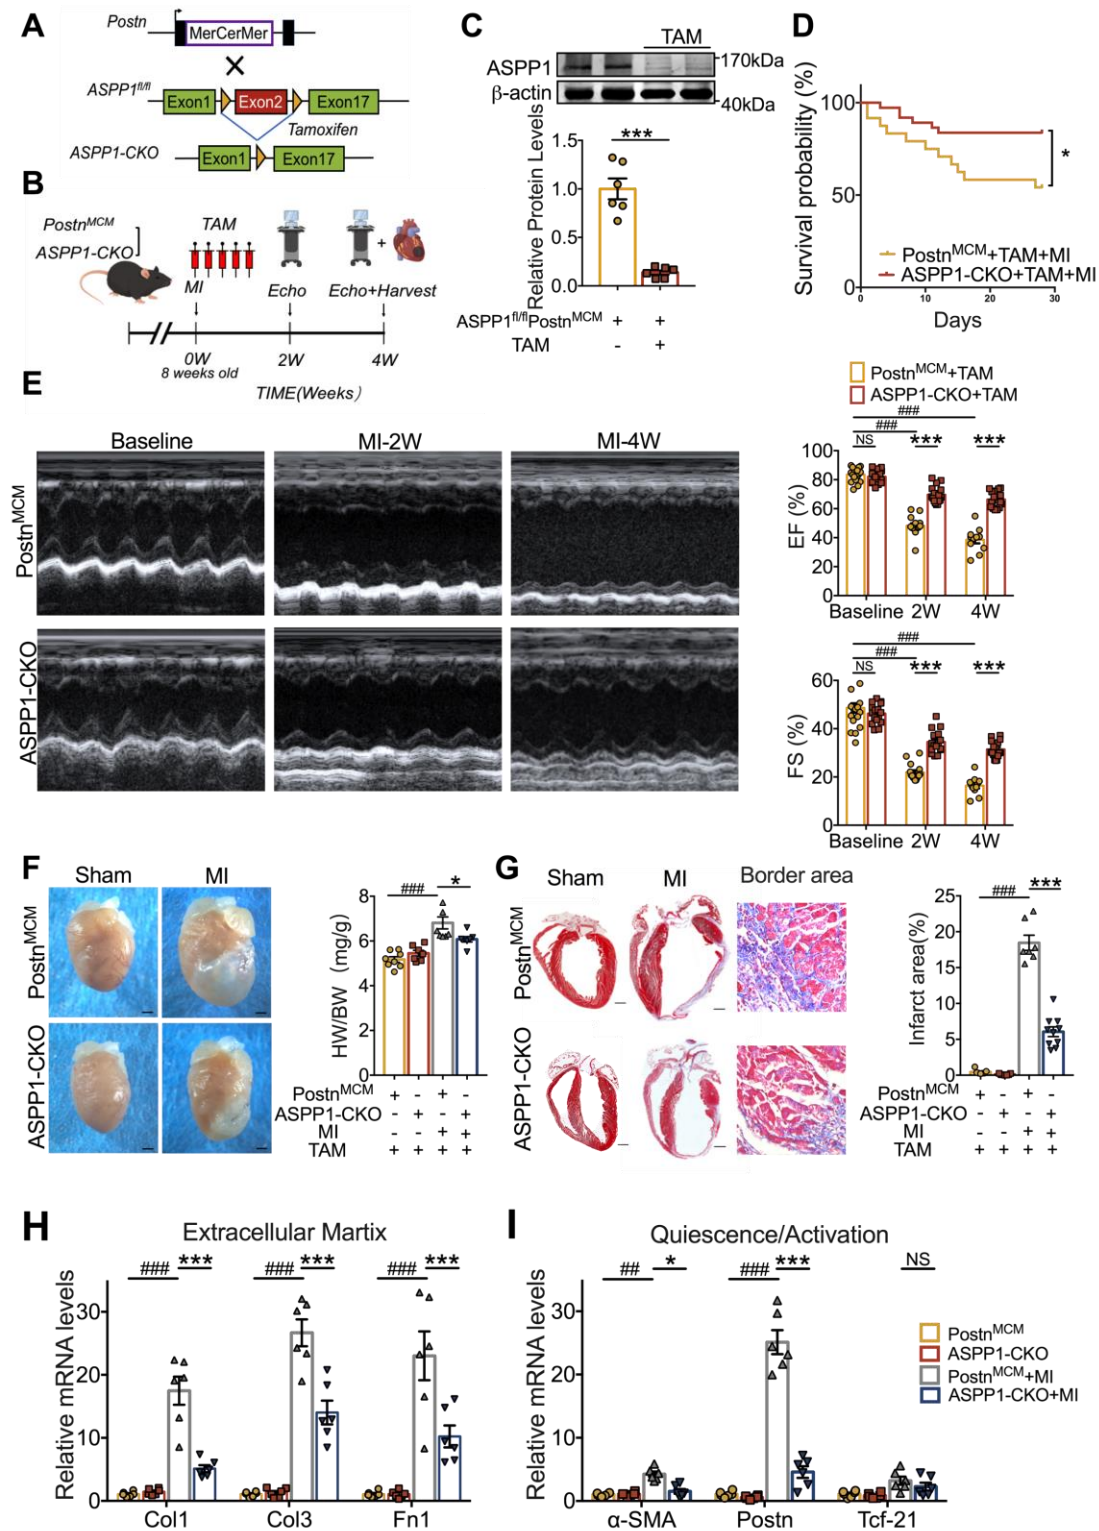 A
Postn
MerCerMer
ASPP1fl/fl
Exon1
Exon2
Exon17
Tamoxifen
ASPP1-CKO
Exon1
Exon17
B
PostnMCM
ASPP1-CKO
TAM
MI
Echo
Echo+Harvest
0W
2W
4W
8 weeks old
TIME(Weeks)
C
TAM
ASPP1
170kDa
β-actin
40kDa
Relative Protein Levels
1.5
1.0
0.5
0.0
***
ASPP1fl/flPostnMCM + +
TAM - +
D
Survival probability (%)
100
50
0
*
PostnMCM+TAM+MI
ASPP1-CKO+TAM+MI
0 10 20 30
Days
E
Baseline
MI-2W
MI-4W
PostnMCM
ASPP1-CKO
PostnMCM+TAM
ASPP1-CKO+TAM
###
###
NS *** ***
EF (%)
100
80
60
40
20
0
Baseline 2W 4W
###
###
NS *** ***
FS (%)
60
40
20
0
Baseline 2W 4W
F
Sham
MI
PostnMCM
ASPP1-CKO
### *
HW/BW (mg/g)
8
6
4
2
0
PostnMCM + - + -
ASPP1-CKO - + - +
MI - - + +
TAM + + + +
G
Sham
MI
Border area
PostnMCM
ASPP1-CKO
### ***
Infarct area(%)
25
20
15
10
5
0
PostnMCM + - + -
ASPP1-CKO - + - +
MI - - + +
TAM + + + +
H
Extracellular Martix
### *** ### *** ### ***
Relative mRNA levels
30
20
10
0
Col1 Col3 Fn1
I
Quiescence/Activation
## * ### *** NS
Relative mRNA levels
30
20
10
0
α-SMA Postn Tcf-21
PostnMCM
ASPP1-CKO
PostnMCM+MI
ASPP1-CKO+MI